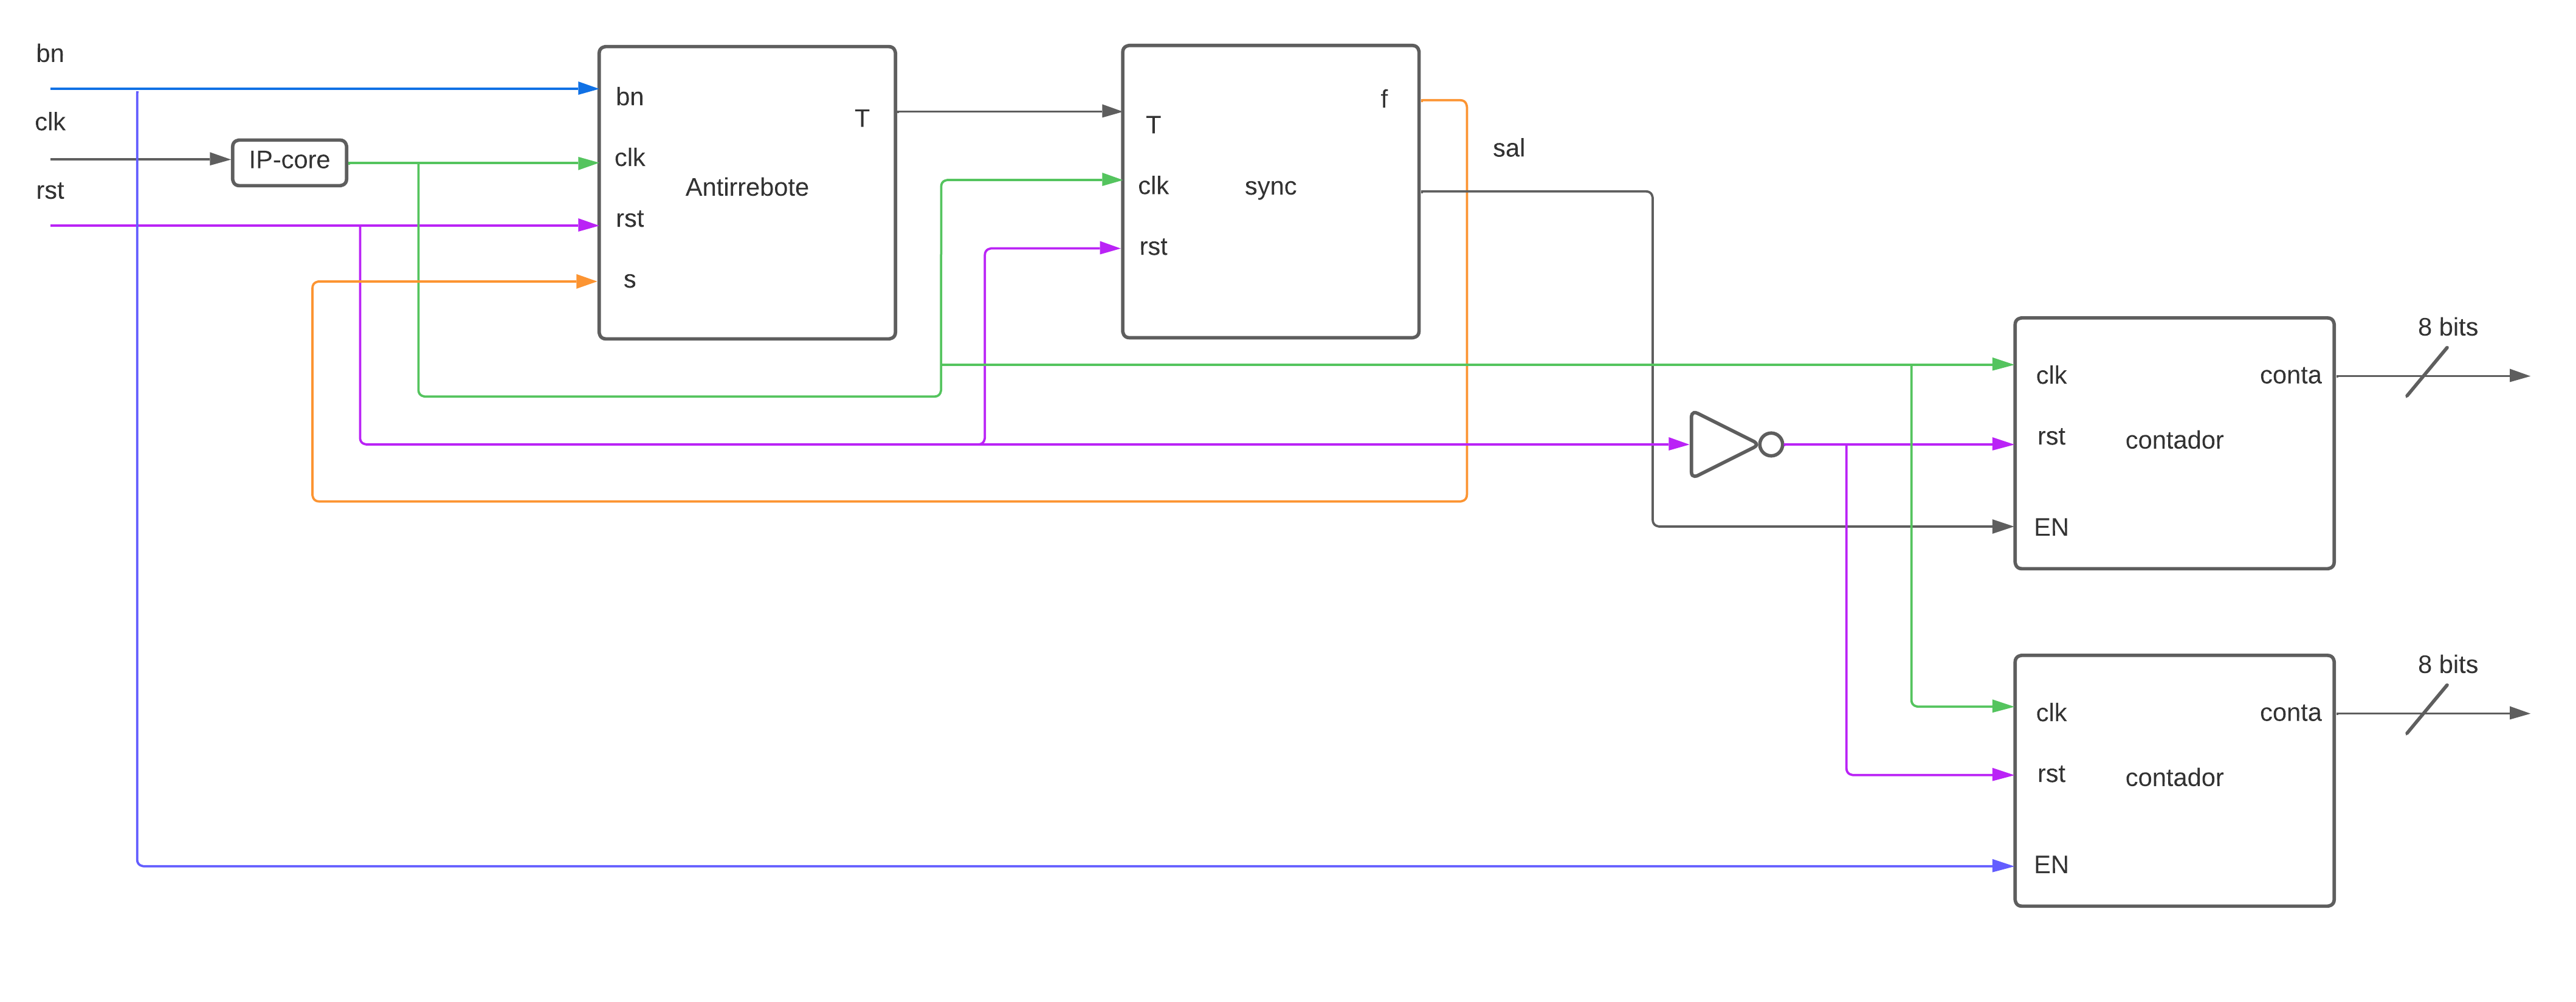 bn
clk
rst
IP-core
bn
clk
rst
s
T
Antirrebote
T
clk
rst
sync
f
sal
clk
rst
EN
contador
conta
8 bits
clk
rst
EN
contador
conta
8 bits